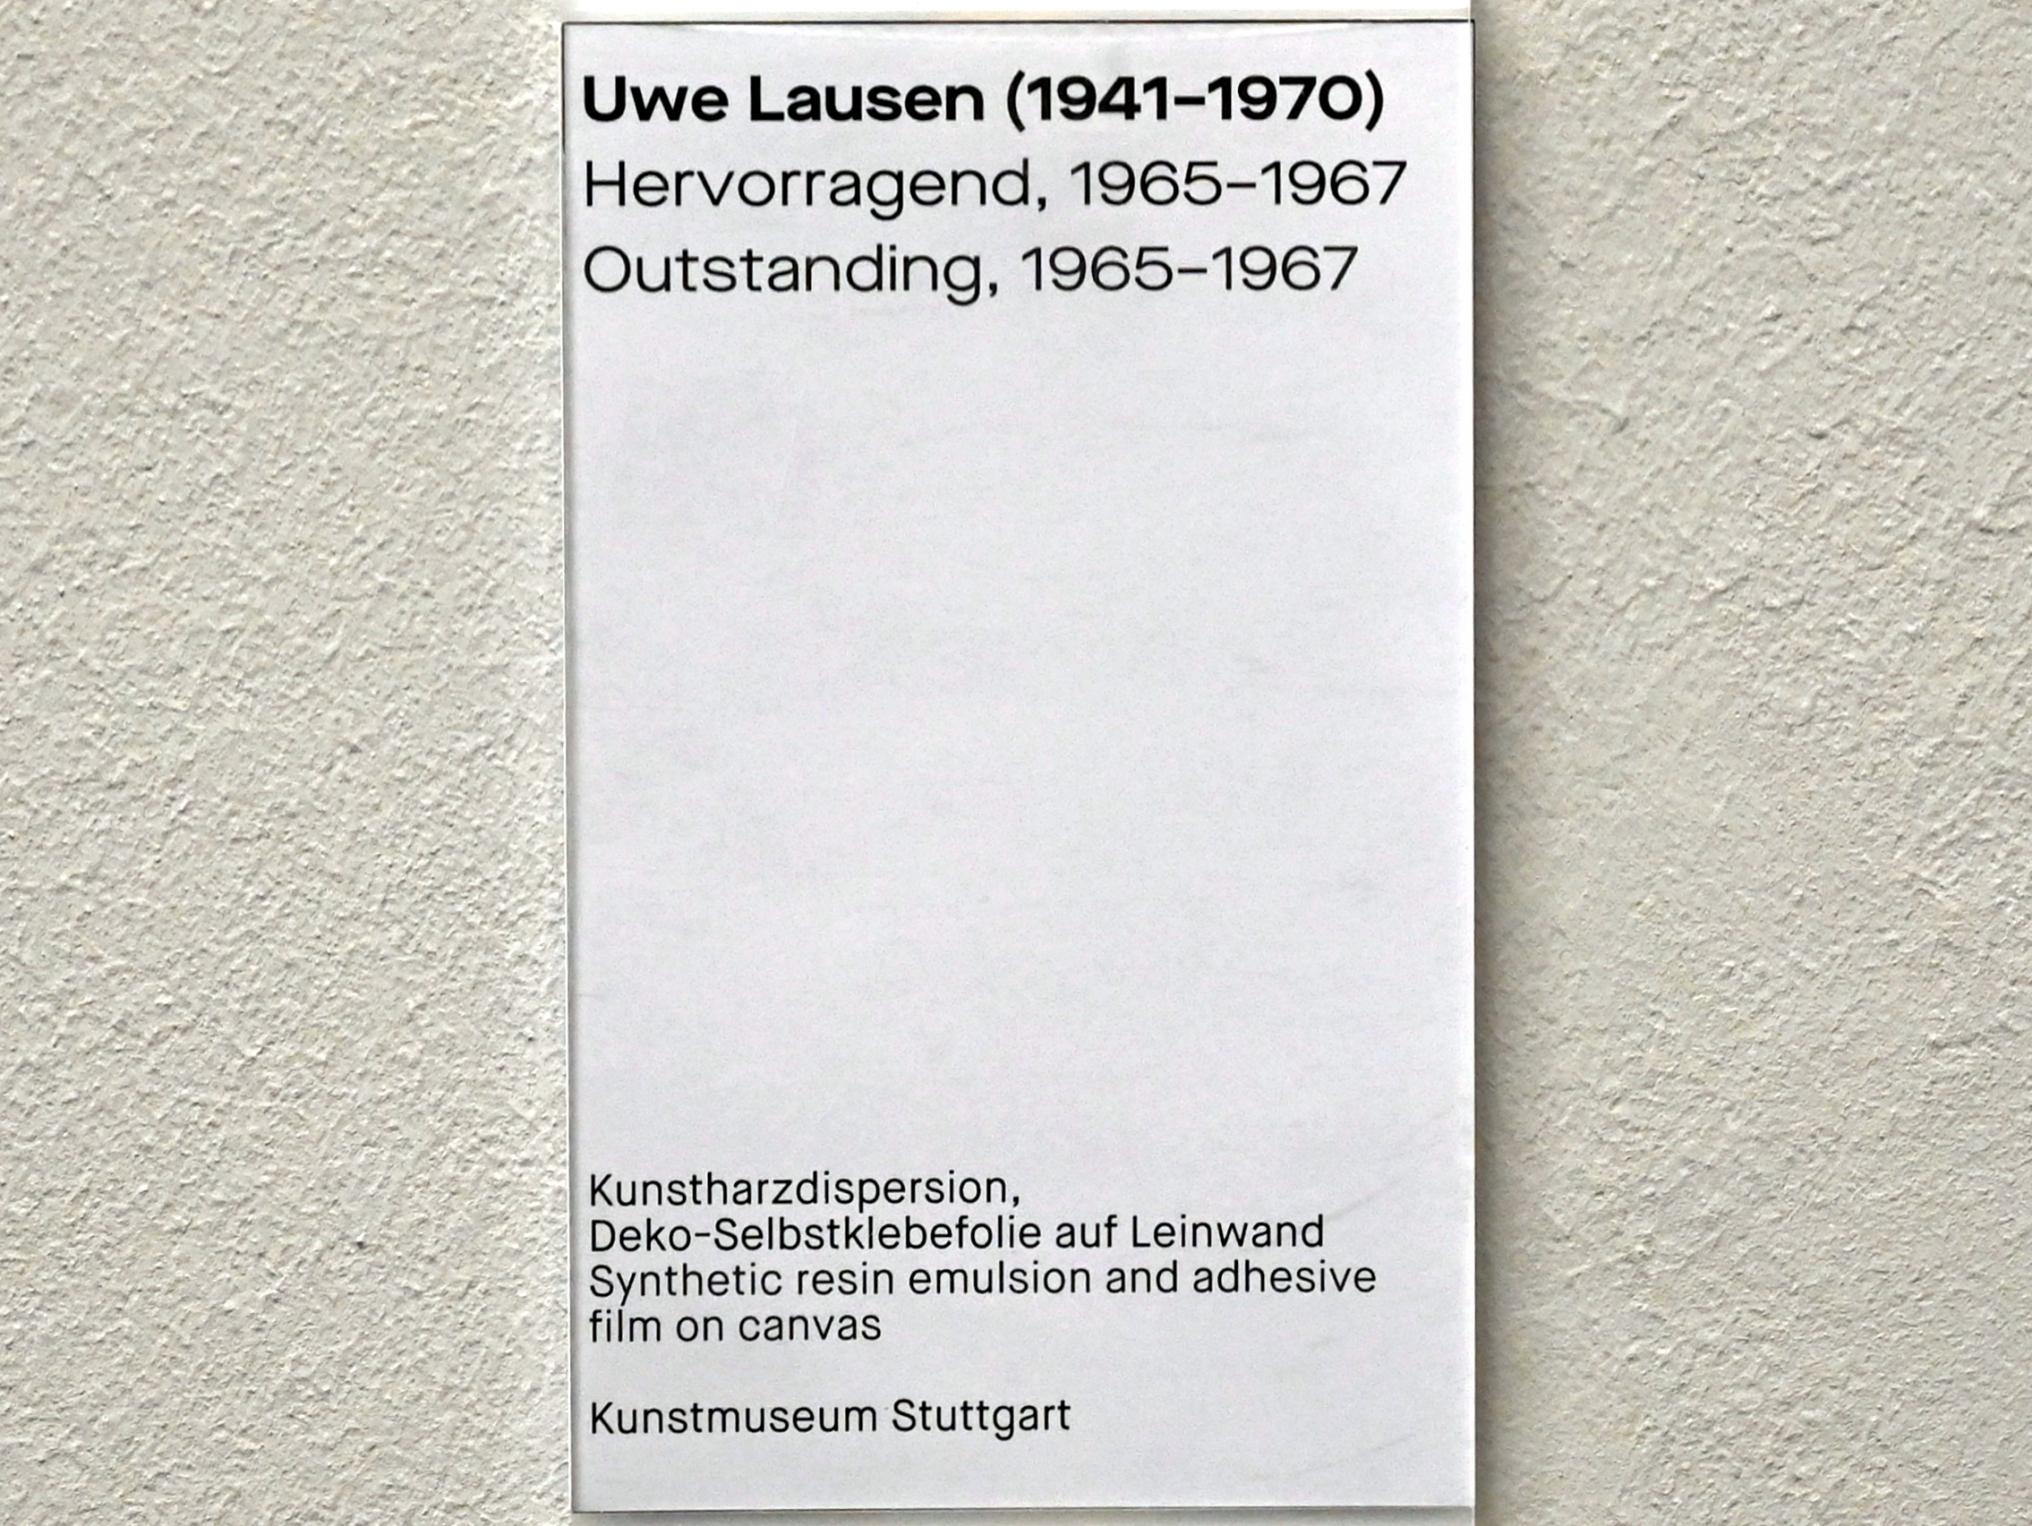 Uwe Lausen (1941–1970)
Hervorragend, 1965–1967
Outstanding, 1965–1967
Kunstharzdispersion,
Deko-Selbstklebefolie auf Leinwand
Synthetic resin emulsion and adhesive
film on canvas
Kunstmuseum Stuttgart